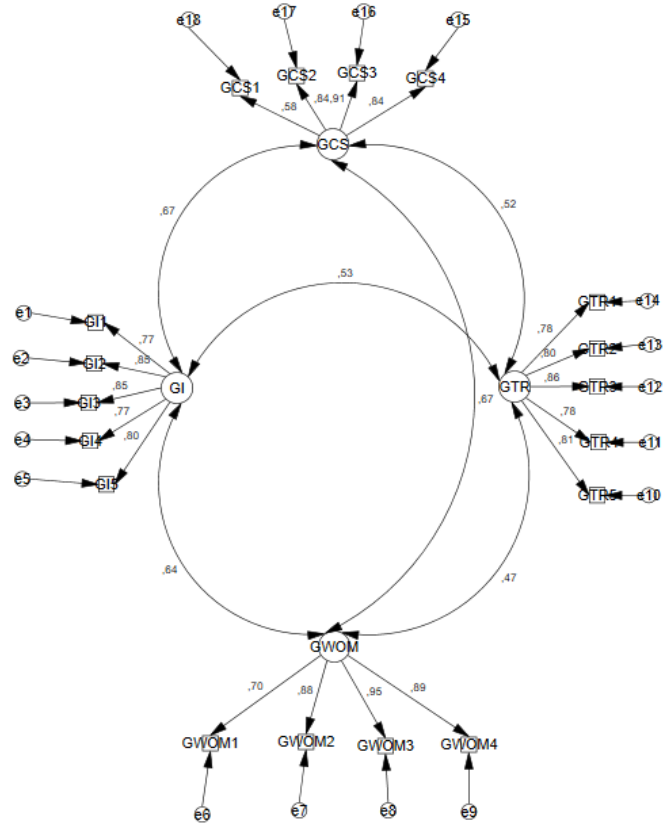 e18
e17
e16
e15
GCS1
GCS2
GCS3
GCS4
,58
,84
,91
,84
GCS
,67
,52
,53
e1
GI1
,77
e2
GI2
,85
e3
GI3
,85
e4
GI4
,77
e5
GI5
,80
GI
GTR
,78
GTR1
e14
,80
GTR2
e13
,86
GTR3
e12
,78
GTR4
e11
,81
GTR5
e10
,67
,64
,47
GWOM
,70
,88
,95
,89
GWOM1
GWOM2
GWOM3
GWOM4
e6
e7
e8
e9